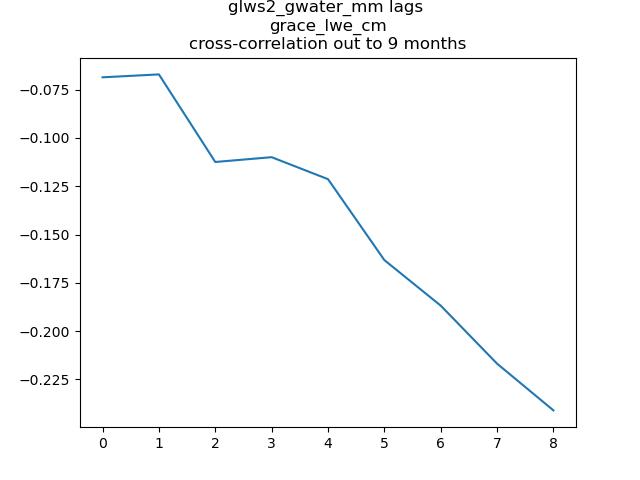 glws2_gwater_mm lags
grace_lwe_cm
cross-correlation out to 9 months
−0.075
−0.100
−0.125
−0.150
−0.175
−0.200
−0.225
0 1 2 3 4 5 6 7 8